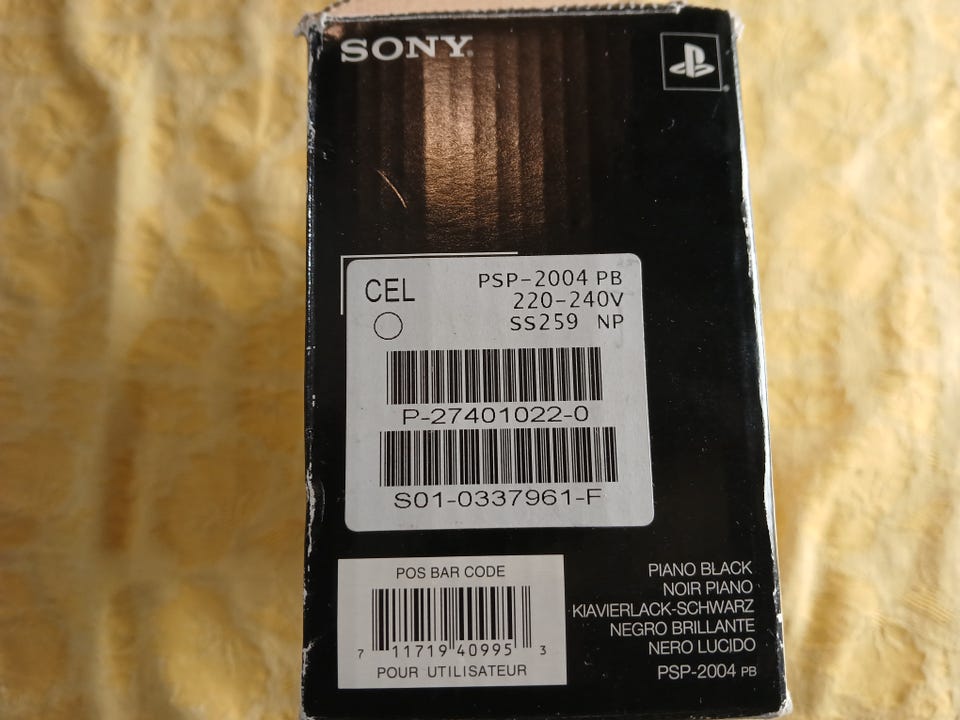 SONY®
CEL
PSP-2004 PB
220-240V
SS259 NP
P-27401022-0
S01-0337961-F
POS BAR CODE
7 11719 40995 3
POUR UTILISATEUR
PIANO BLACK
NOIR PIANO
KIAVIERLACK-SCHWARZ
NEGRO BRILLANTE
NERO LUCIDO
PSP-2004 PB